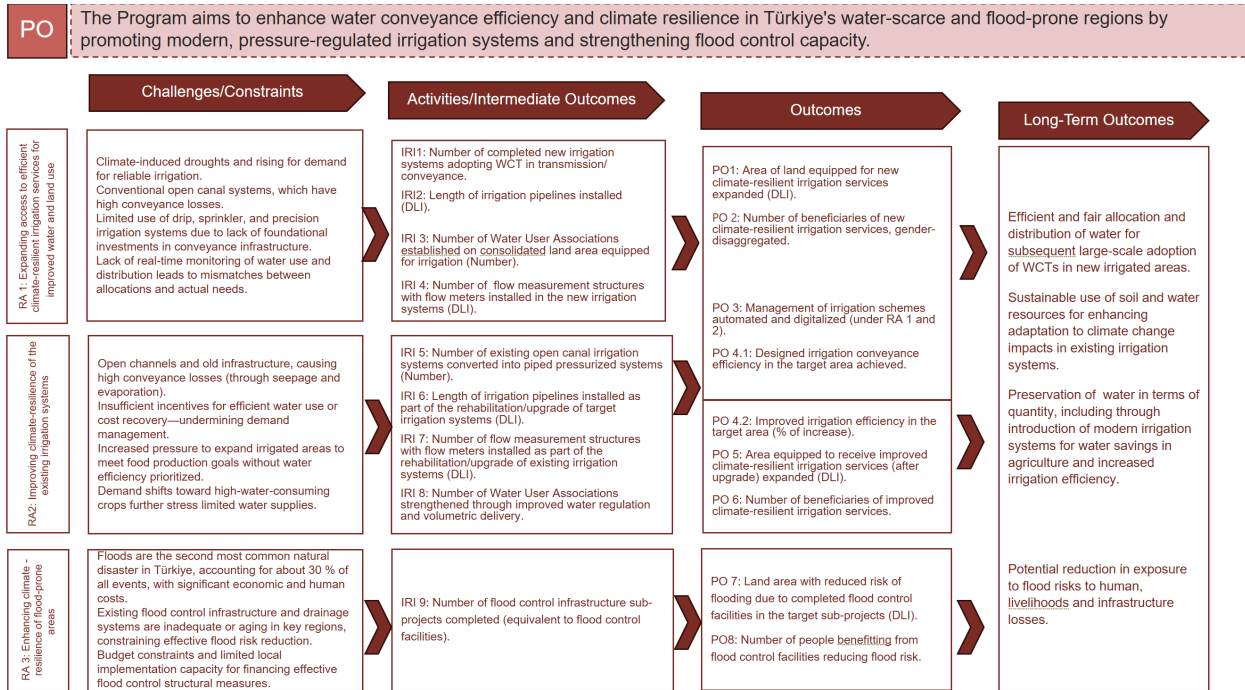 PO
The Program aims to enhance water conveyance efficiency and climate resilience in Türkiye's water-scarce and flood-prone regions by
promoting modern, pressure-regulated irrigation systems and strengthening flood control capacity.
Challenges/Constraints
Activities/Intermediate Outcomes
Outcomes
Long-Term Outcomes
RA 1: Expanding access to efficient
climate-resilient irrigation services for
improved water and land use
Climate-induced droughts and rising for demand
for reliable irrigation.
Conventional open canal systems, which have
high conveyance losses.
Limited use of drip, sprinkler, and precision
irrigation systems due to lack of foundational
investments in conveyance infrastructure.
Lack of real-time monitoring of water use and
distribution leads to mismatches between
allocations and actual needs.
IRI1: Number of completed new irrigation
systems adopting WCT in transmission/
conveyance.
IRI2: Length of irrigation pipelines installed
(DLI).
IRI 3: Number of Water User Associations
established on consolidated land area equipped
for irrigation (Number).
IRI 4: Number of  flow measurement structures
with flow meters installed in the new irrigation
systems (DLI).
PO1: Area of land equipped for new
climate-resilient irrigation services
expanded (DLI).
PO 2: Number of beneficiaries of new
climate-resilient irrigation services, gender-
disaggregated.
PO 3: Management of irrigation schemes
automated and digitalized (under RA 1 and
2).
PO 4.1: Designed irrigation conveyance
efficiency in the target area achieved.
RA2: Improving climate-resilience of the
existing irrigation systems
Open channels and old infrastructure, causing
high conveyance losses (through seepage and
evaporation).
Insufficient incentives for efficient water use or
cost recovery—undermining demand
management.
Increased pressure to expand irrigated areas to
meet food production goals without water
efficiency prioritized.
Demand shifts toward high-water-consuming
crops further stress limited water supplies.
IRI 5: Number of existing open canal irrigation
systems converted into piped pressurized systems
(Number).
IRI 6: Length of irrigation pipelines installed as
part of the rehabilitation/upgrade of target
irrigation systems (DLI).
IRI 7: Number of flow measurement structures
with flow meters installed as part of the
rehabilitation/upgrade of existing irrigation
systems (DLI).
IRI 8: Number of Water User Associations
strengthened through improved water regulation
and volumetric delivery.
PO 4.2: Improved irrigation efficiency in the
target area (% of increase).
PO 5: Area equipped to receive improved
climate-resilient irrigation services (after
upgrade) expanded (DLI).
PO 6: Number of beneficiaries of improved
climate-resilient irrigation services.
RA 3: Enhancing climate -
resilience of flood-prone
areas
Floods are the second most common natural
disaster in Türkiye, accounting for about 30 % of
all events, with significant economic and human
costs.
Existing flood control infrastructure and drainage
systems are inadequate or aging in key regions,
constraining effective flood risk reduction.
Budget constraints and limited local
implementation capacity for financing effective
flood control structural measures.
IRI 9: Number of flood control infrastructure sub-
projects completed (equivalent to flood control
facilities).
PO 7: Land area with reduced risk of
flooding due to completed flood control
facilities in the target sub-projects (DLI).
PO8: Number of people benefitting from
flood control facilities reducing flood risk.
Efficient and fair allocation and
distribution of water for
subsequent large-scale adoption
of WCTs in new irrigated areas.
Sustainable use of soil and water
resources for enhancing
adaptation to climate change
impacts in existing irrigation
systems.
Preservation of  water in terms of
quantity, including through
introduction of modern irrigation
systems for water savings in
agriculture and increased
irrigation efficiency.
Potential reduction in exposure
to flood risks to human,
livelihoods and infrastructure
losses.